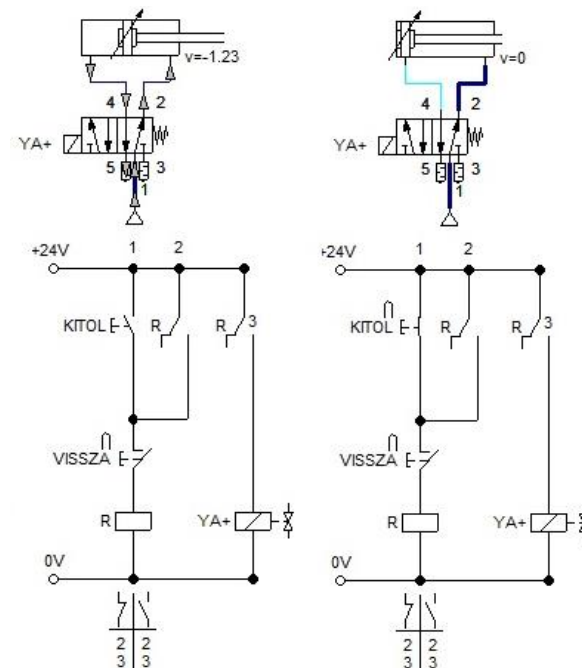 v=-1.23
4 2
YA+
5 3
1
+24V 1 2
KITOL R R 3
VISSZA
R YA+
0V
2 2
3 3
v=0
4 2
YA+
5 3
1
+24V 1 2
KITOL R R 3
VISSZA
R YA+
0V
2 2
3 3